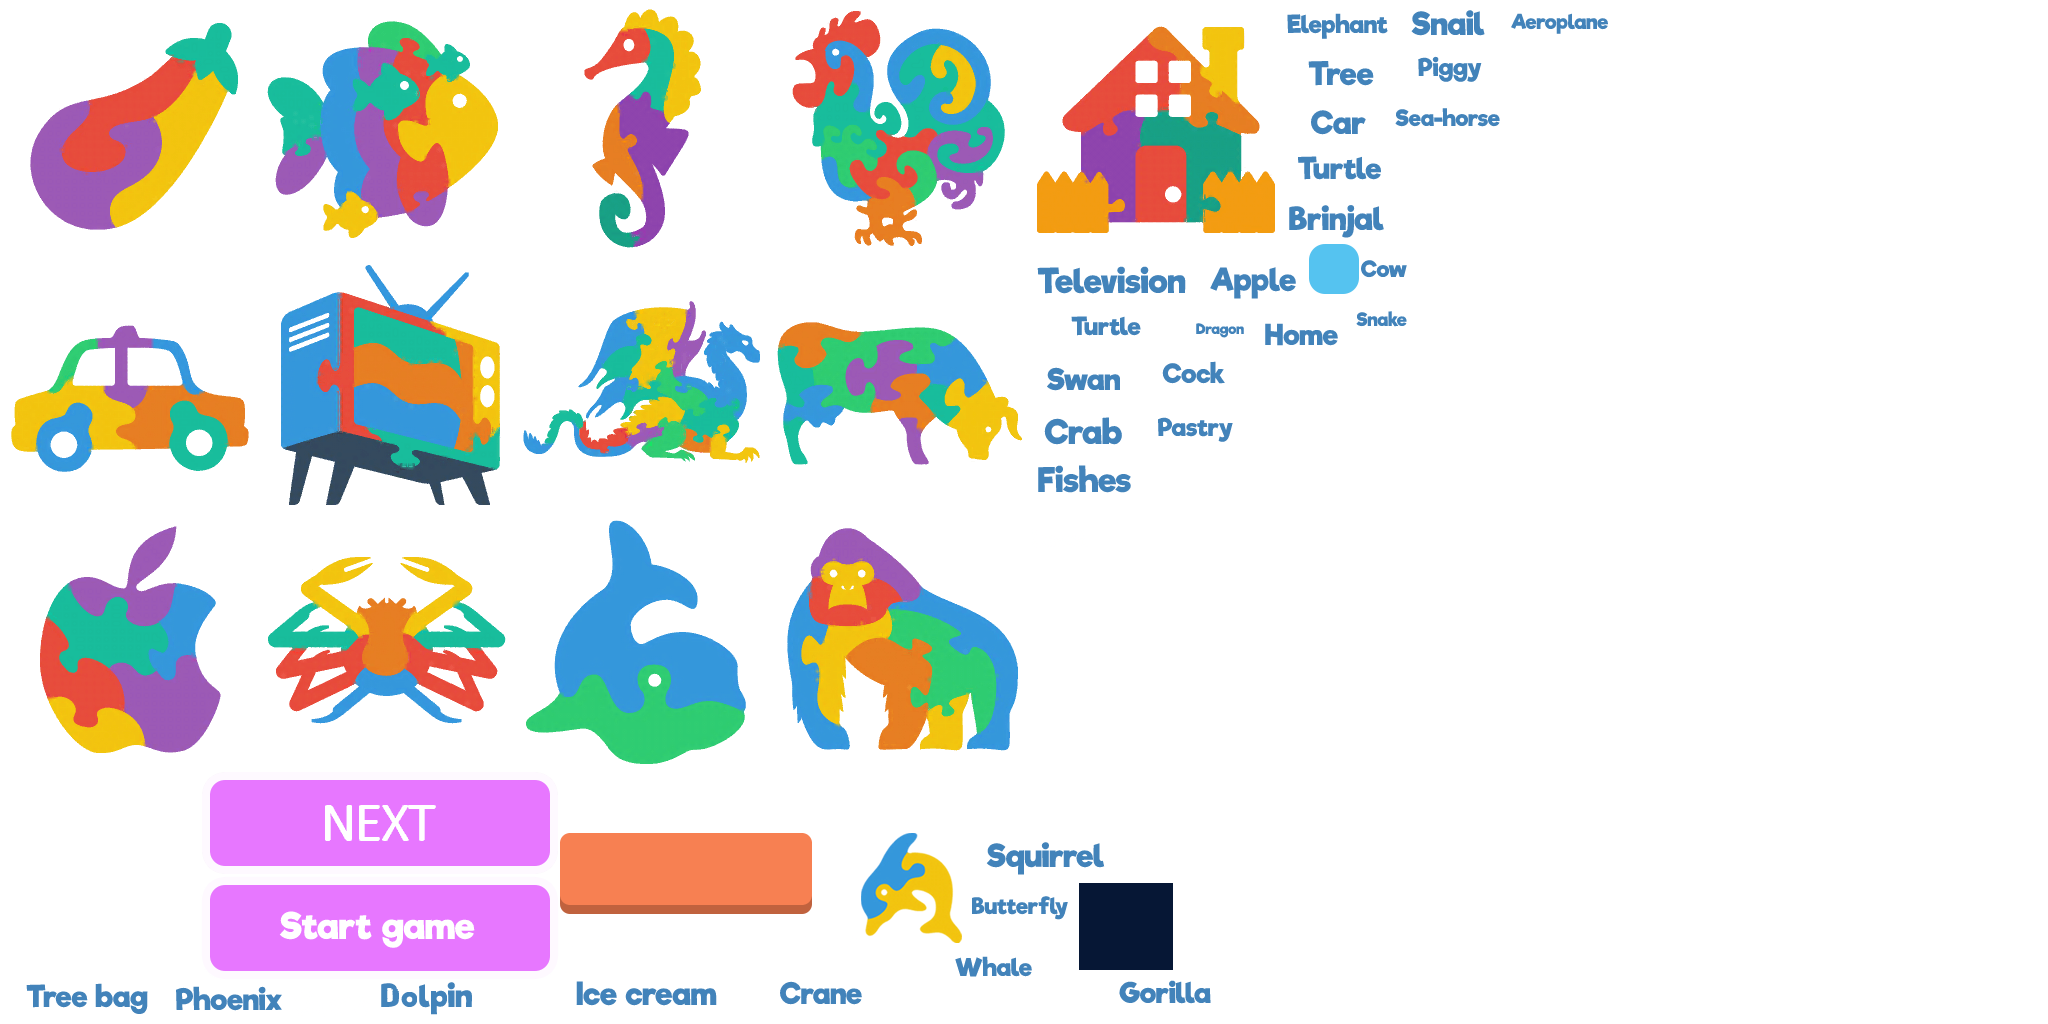 Elephant Snail Aeroplane
Tree Piggy
Car Sea-horse
Turtle
Brinjal
Television Apple Cow
Turtle Dragon Home Snake
Swan Cock
Crab Pastry
Fishes
NEXT
Squirrel
Butterfly
Start game
Whale
Tree bag Phoenix Dolpin Ice cream Crane Gorilla